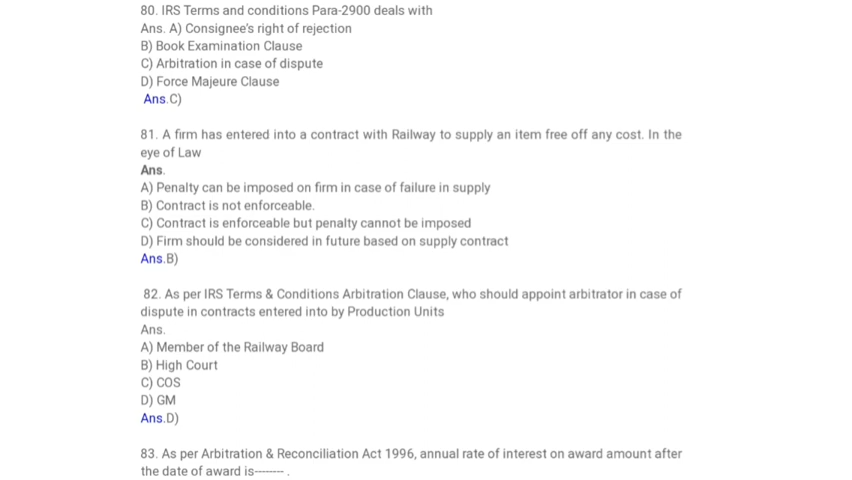 80. IRS Terms and conditions Para-2900 deals with
Ans. A) Consignee's right of rejection
B) Book Examination Clause
C) Arbitration in case of dispute
D) Force Majeure Clause
Ans.C)
81. A firm has entered into a contract with Railway to supply an item free off any cost. In the
eye of Law
Ans.
A) Penalty can be imposed on firm in case of failure in supply
B) Contract is not enforceable.
C) Contract is enforceable but penalty cannot be imposed
D) Firm should be considered in future based on supply contract
Ans.B)
82. As per IRS Terms & Conditions Arbitration Clause, who should appoint arbitrator in case of
dispute in contracts entered into by Production Units
Ans.
A) Member of the Railway Board
B) High Court
C) COS
D) GM
Ans.D)
83. As per Arbitration & Reconciliation Act 1996, annual rate of interest on award amount after
the date of award is-------- .